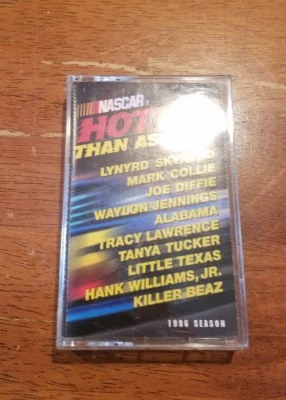 NASCAR
HOT
THAN AS
LYNYRD SKYNYRD
MARK COLLIE
JOE DIFFIE
WAYLON JENNINGS
ALABAMA
TRACY LAWRENCE
TANYA TUCKER
LITTLE TEXAS
HANK WILLIAMS, JR.
KILLER BEAZ
1996 SEASON